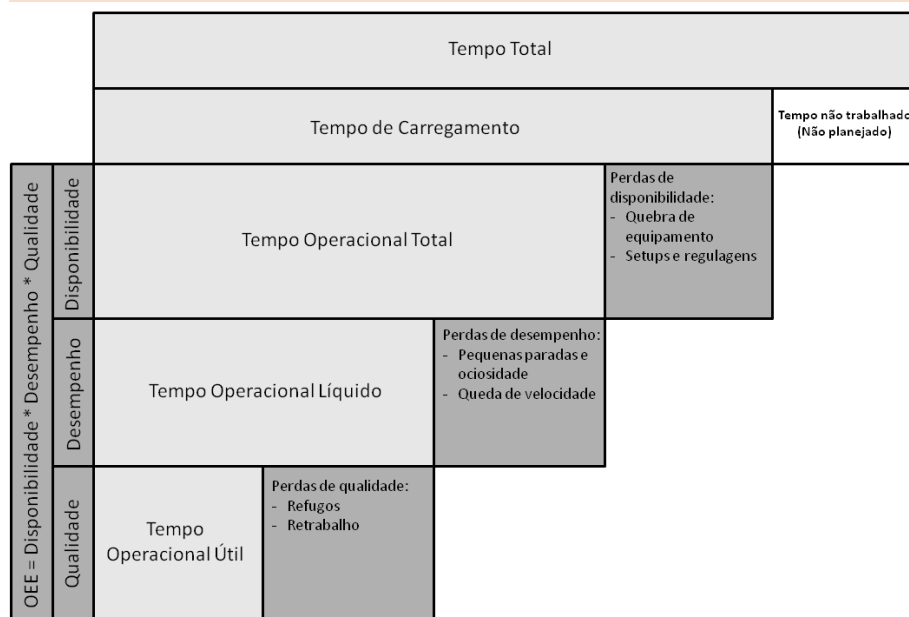 Tempo Total
Tempo de Carregamento
Tempo não trabalhado
(Não planejado)
OEE = Disponibilidade * Desempenho * Qualidade
Disponibilidade
Tempo Operacional Total
Perdas de
disponibilidade:
- Quebra de
equipamento
- Setups e regulagens
Desempenho
Tempo Operacional Líquido
Perdas de desempenho:
- Pequenas paradas e
ociosidade
- Queda de velocidade
Qualidade
Tempo
Operacional Útil
Perdas de qualidade:
- Refugos
- Retrabalho